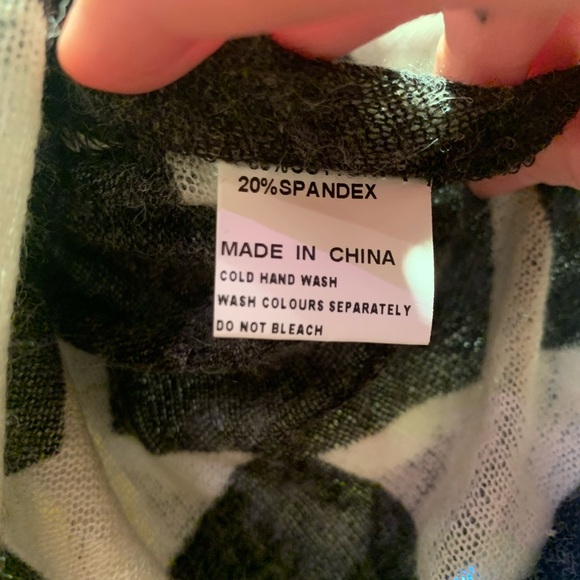 20%SPANDEX
MADE IN CHINA
COLD HAND WASH
WASH COLOURS SEPARATELY
DO NOT BLEACH